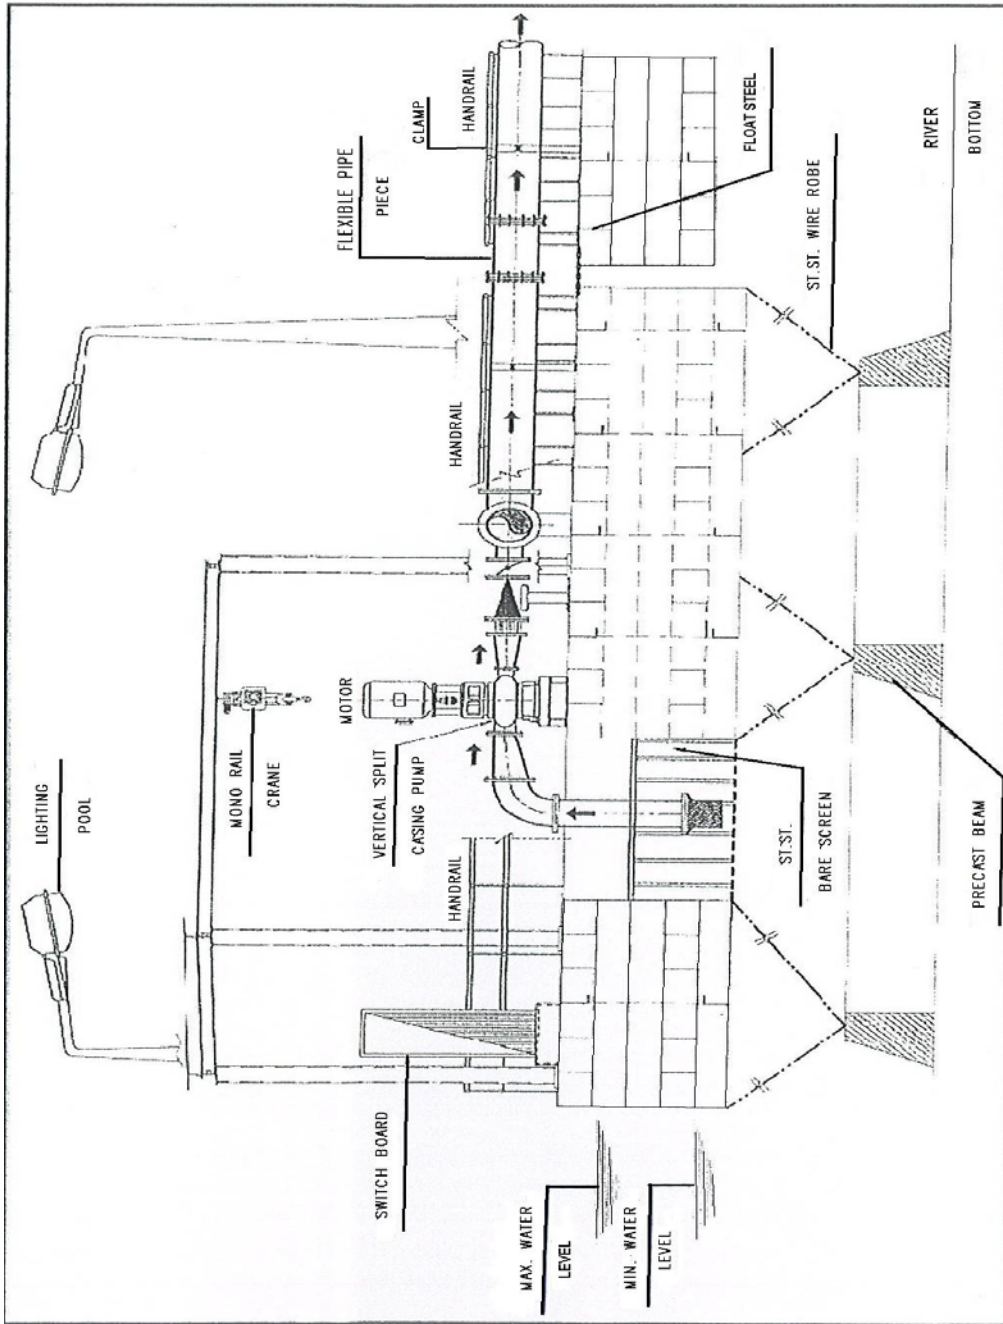 LIGHTING
POOL
MONO RAIL
CRANE
MOTOR
VERTICAL SPLIT
CASING PUMP
HANDRAIL
SWITCH BOARD
MAX. WATER
LEVEL
MIN. WATER
LEVEL
HANDRAIL
FLEXIBLE PIPE
PIECE
CLAMP
HANDRAIL
FLOAT STEEL
ST.ST. WIRE ROBE
RIVER
BOTTOM
ST.ST.
BARE SCREEN
PRECAST BEAM